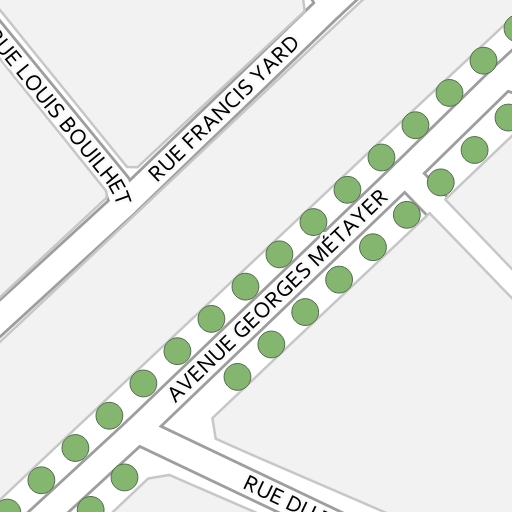 RUE LOUIS BOUILHET
RUE FRANCIS YARD
AVENUE GEORGES MÉTAYER
RUE DU